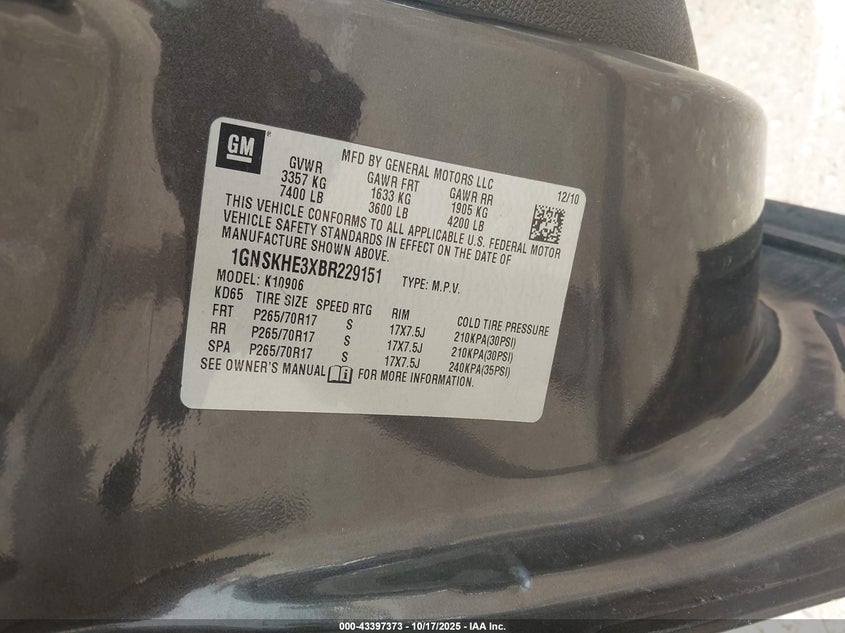 GM
MFD BY GENERAL MOTORS LLC 12/10
GVWR GAWR FRT GAWR RR
3357 KG 1633 KG 1905 KG
7400 LB 3600 LB 4200 LB
THIS VEHICLE CONFORMS TO ALL APPLICABLE U.S. FEDERAL MOTOR
VEHICLE SAFETY STANDARDS IN EFFECT ON THE DATE OF
MANUFACTURE SHOWN ABOVE.
1GNSKHE3XBR229151 TYPE: M.P.V.
MODEL: K10906
KD65 TIRE SIZE SPEED RTG RIM COLD TIRE PRESSURE
FRT P265/70R17 S 17X7.5J 210KPA(30PSI)
RR P265/70R17 S 17X7.5J 210KPA(30PSI)
SPA P265/70R17 S 17X7.5J 240KPA(35PSI)
SEE OWNER'S MANUAL FOR MORE INFORMATION.
000-43397373 | 10/17/2025 - IAA Inc.